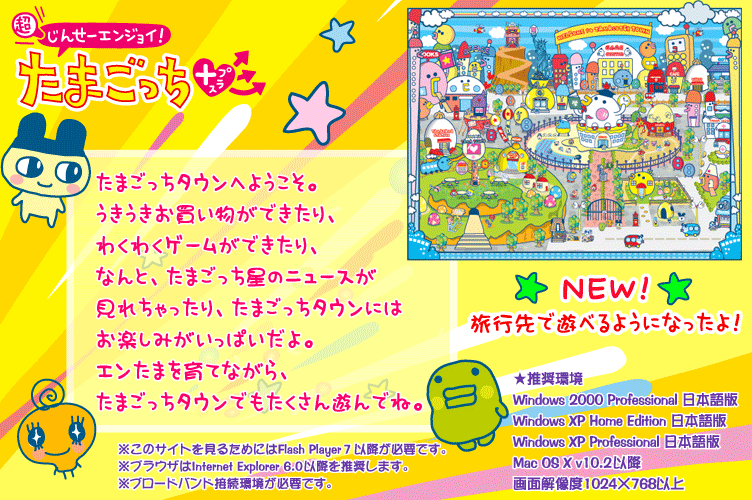 超
じんせーエンジョイ!
たまごっち
プラス
WELCOME to TAMAGOTCHI TOWN
たまごっちタウンへようこそ。
うきうきお買い物ができたり、
わくわくゲームができたり、
なんと、たまごっち星のニュースが
見れちゃったり、たまごっちタウンには
お楽しみがいっぱいだよ。
エンたまを育てながら、
たまごっちタウンでもたくさん遊んでね。
NEW!
旅行先で遊べるようになったよ!
★推奨環境
Windows 2000 Professional 日本語版
Windows XP Home Edition 日本語版
Windows XP Professional 日本語版
Mac OS X v10.2以降
画面解像度1024×768以上
※このサイトを見るためにはFlash Player 7 以降が必要です。
※ブラウザはInternet Explorer 6.0以降を推奨します。
※ブロードバンド接続環境が必要です。